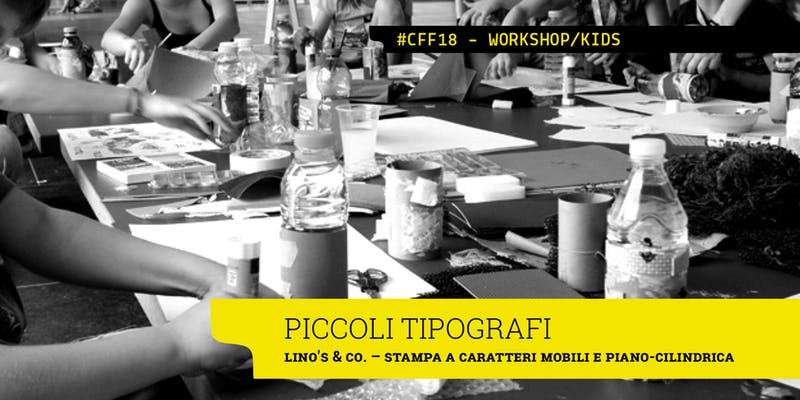 #CFF18 - WORKSHOP/KIDS
PICCOLI TIPOGRAFI
LINO'S & CO. – STAMPA A CARATTERI MOBILI E PIANO-CILINDRICA